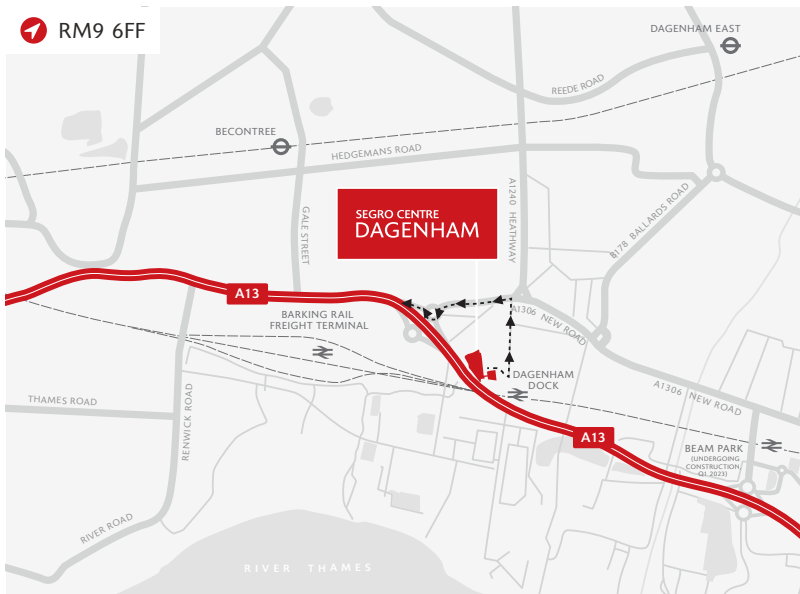 RM9 6FF
DAGENHAM EAST
REEDE ROAD
BECONTREE
HEDGEMANS ROAD
A1240 HEATHWAY
B178 BALLARDS ROAD
SEGRO CENTRE
DAGENHAM
GALE STREET
A13
BARKING RAIL
FREIGHT TERMINAL
A1306 NEW ROAD
DAGENHAM
DOCK
A1306 NEW ROAD
THAMES ROAD
RENWICK ROAD
A13
BEAM PARK
(UNDERGOING
CONSTRUCTION,
Q1 2023)
RIVER ROAD
RIVER THAMES